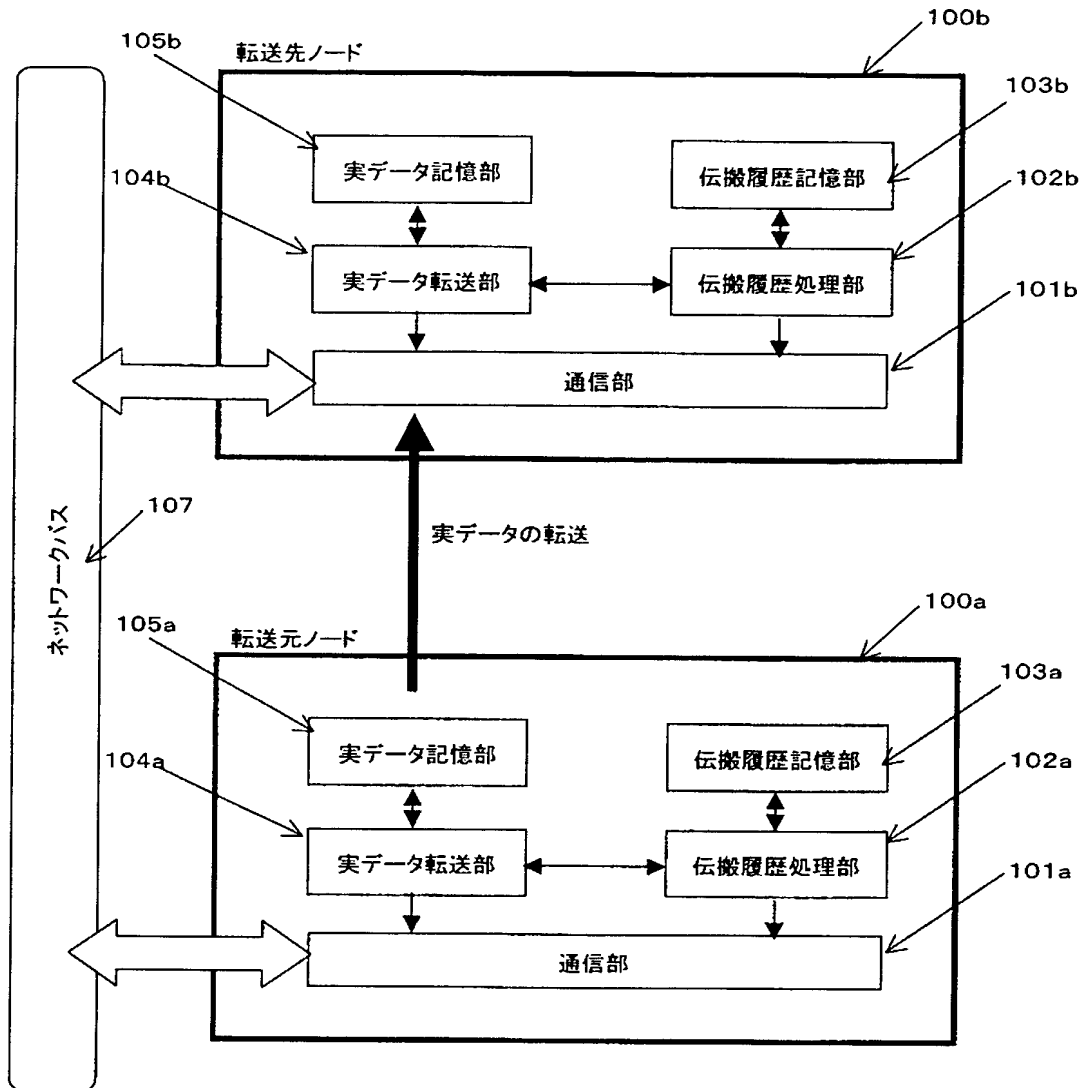 105b
転送先ノード
100b
103b
実データ記憶部
伝搬履歴記憶部
104b
102b
実データ転送部
伝搬履歴処理部
101b
通信部
107
ネットワークバス
実データの転送
100a
105a
転送元ノード
103a
実データ記憶部
伝搬履歴記憶部
104a
102a
実データ転送部
伝搬履歴処理部
101a
通信部